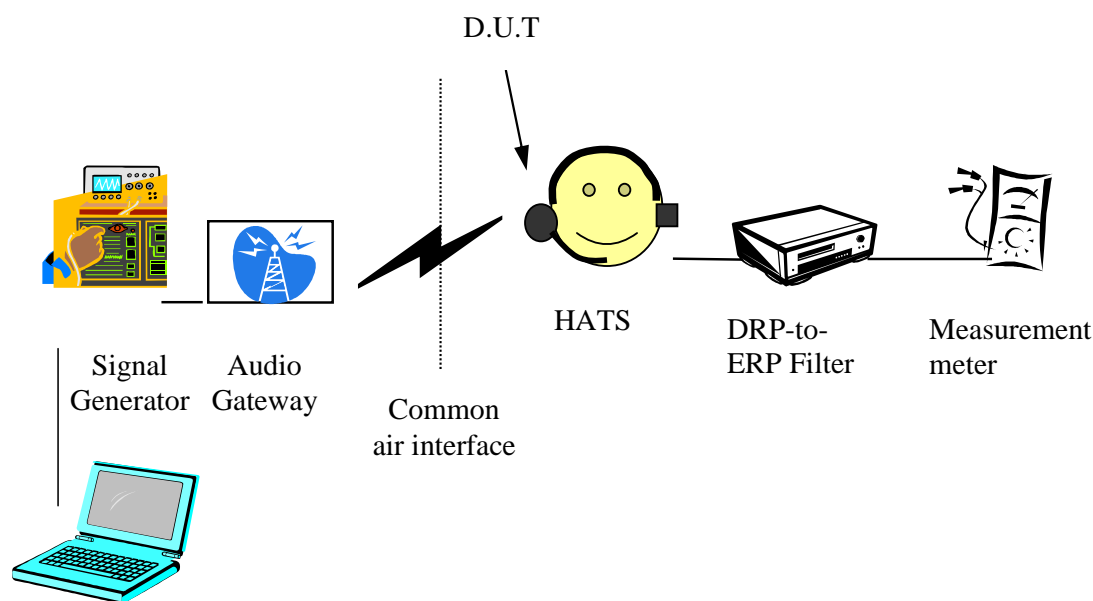 D.U.T
HATS
DRP-to-
ERP Filter
Measurement
meter
Signal
Generator
Audio
Gateway
Common
air interface